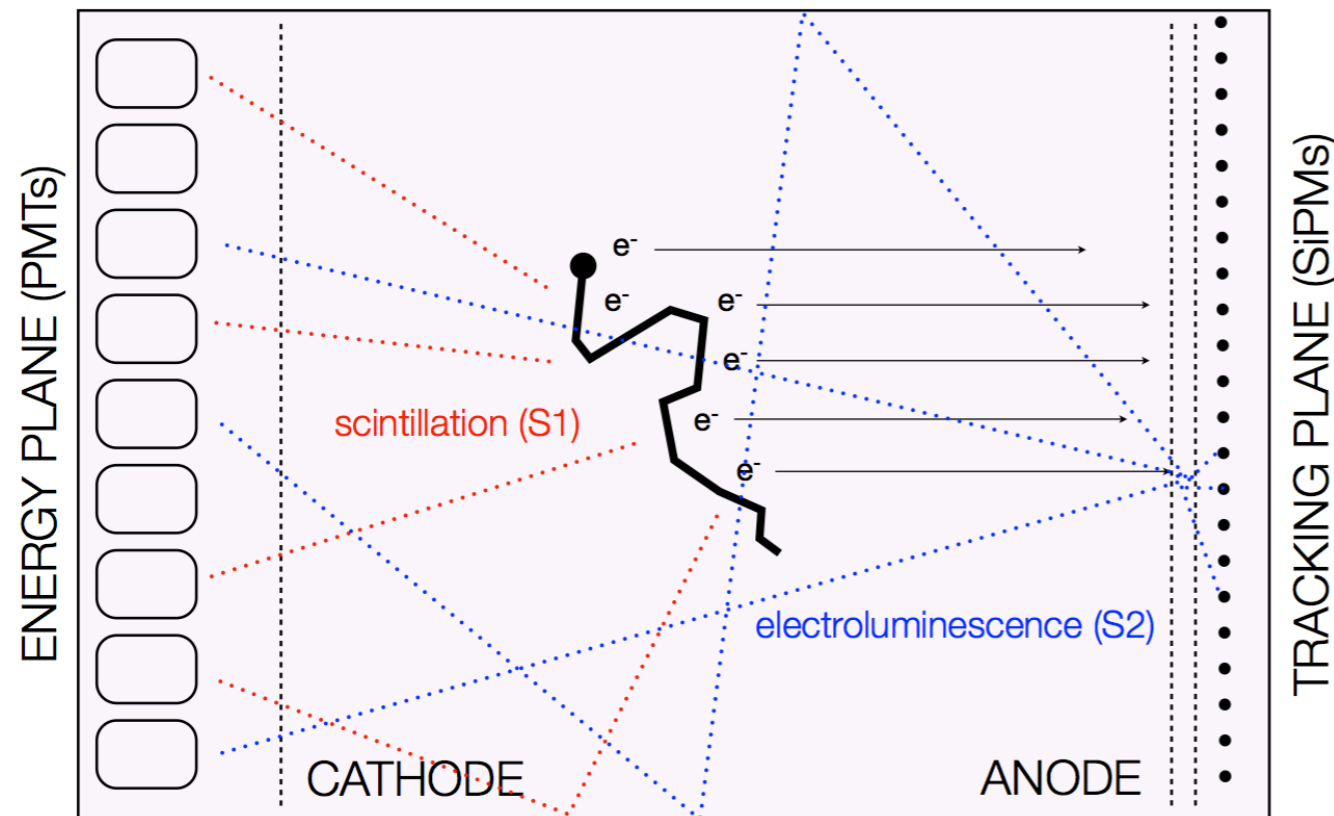 ENERGY PLANE (PMTs)
e-
e-
e-
e-
scintillation (S1)
e-
e-
electroluminescence (S2)
CATHODE
ANODE
TRACKING PLANE (SiPMs)